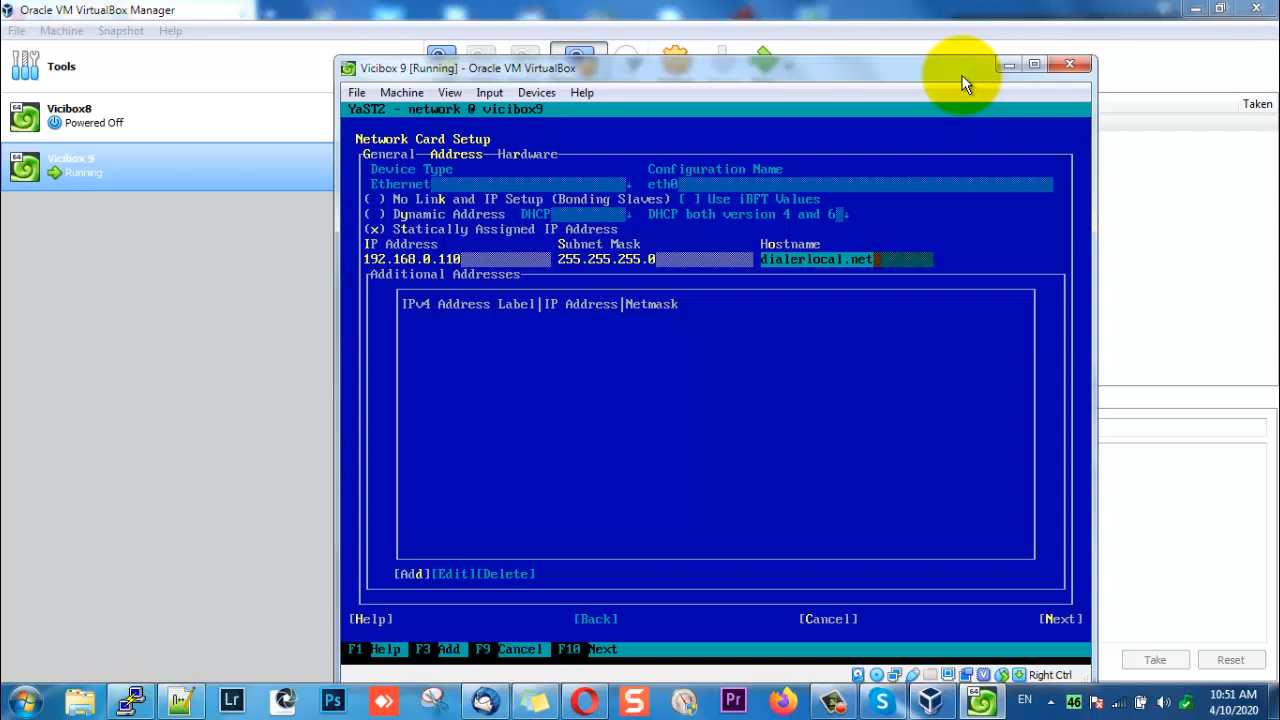 Oracle VM VirtualBox Manager
File Machine Snapshot Help
Tools
Vicibox8
Powered Off
Vicibox 9
Running
Taken
Vicibox 9 [Running] - Oracle VM VirtualBox
File Machine View Input Devices Help
YaST2 - network @ vicibox9
Network Card Setup
General Address Hardware
Device Type Configuration Name
Ethernet eth0
( ) No Link and IP Setup (Bonding Slaves) [ ] Use iBFT Values
( ) Dynamic Address DHCP DHCP both version 4 and 6
(x) Statically Assigned IP Address
IP Address Subnet Mask Hostname
192.168.0.110 255.255.255.0 dialerlocal.net
Additional Addresses
IPv4 Address Label|IP Address|Netmask
[Add][Edit][Delete]
[Help] [Back] [Cancel] [Next]
F1 Help F3 Add F9 Cancel F10 Next
Right Ctrl
Take Reset
Lr Ps S Pr S EN 46 10:51 AM
4/10/2020